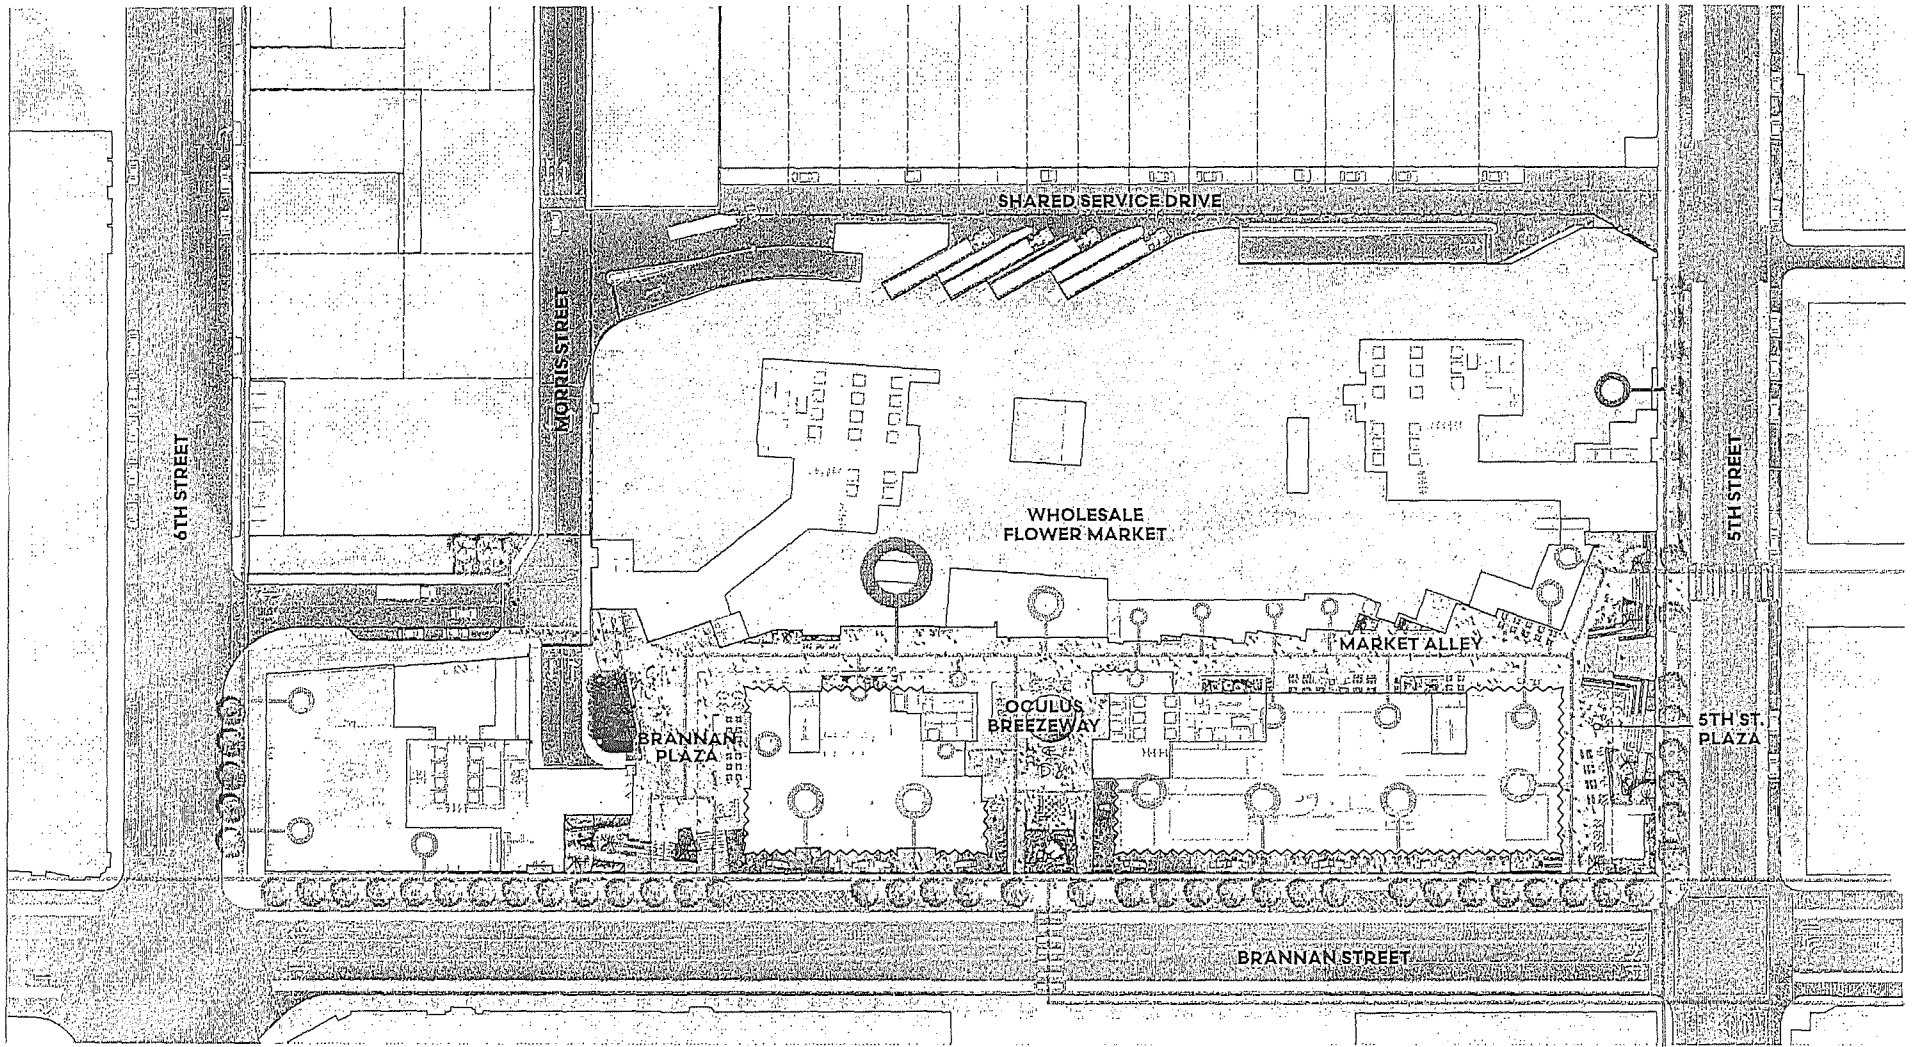 SHARED SERVICE DRIVE
MORRIS STREET
6TH STREET
5TH STREET
WHOLESALE
FLOWER MARKET
MARKET ALLEY
OCULUS
BREEZEWAY
BRANNAN
PLAZA
5TH ST.
PLAZA
BRANNAN STREET